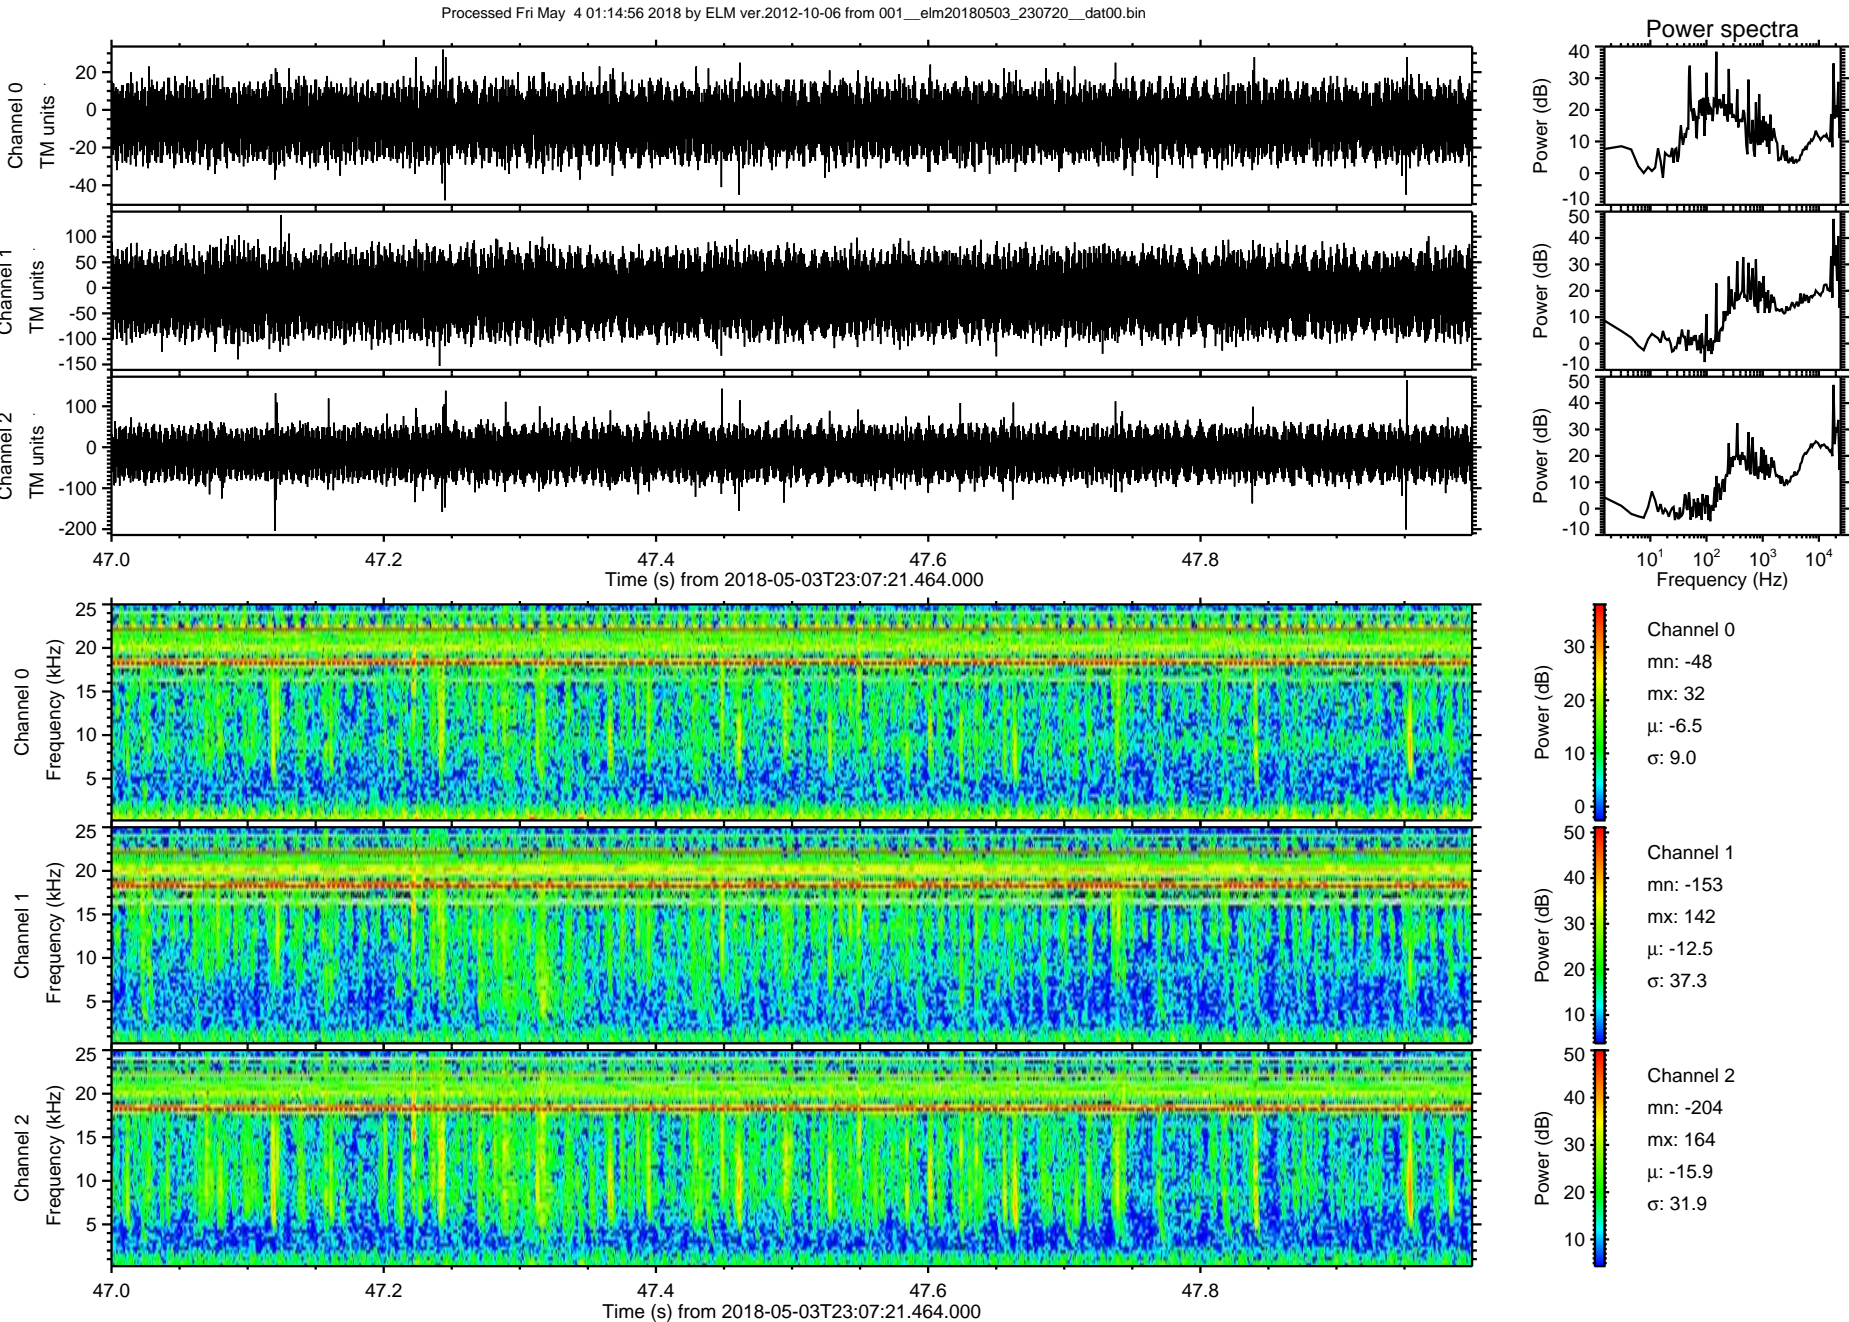 Processed Fri May  4 01:14:56 2018 by ELM ver.2012-10-06 from 001__elm20180503_230720__dat00.bin
Power spectra
Channel 0
TM units
20
0
-20
-40
Power (dB)
40
30
20
10
0
-10
Channel 1
TM units
100
50
0
-50
-100
-150
Power (dB)
50
40
30
20
10
0
-10
Channel 2
TM units
100
0
-100
-200
Power (dB)
50
40
30
20
10
0
-10
47.0 47.2 47.4 47.6 47.8
Time (s) from 2018-05-03T23:07:21.464.000
10^1 10^2 10^3 10^4
Frequency (Hz)
Channel 0
Frequency (kHz)
25
20
15
10
5
Power (dB)
30
20
10
0
Channel 0
mn: -48
mx: 32
μ: -6.5
σ: 9.0
Channel 1
Frequency (kHz)
25
20
15
10
5
Power (dB)
50
40
30
20
10
Channel 1
mn: -153
mx: 142
μ: -12.5
σ: 37.3
Channel 2
Frequency (kHz)
25
20
15
10
5
Power (dB)
50
40
30
20
10
Channel 2
mn: -204
mx: 164
μ: -15.9
σ: 31.9
47.0 47.2 47.4 47.6 47.8
Time (s) from 2018-05-03T23:07:21.464.000